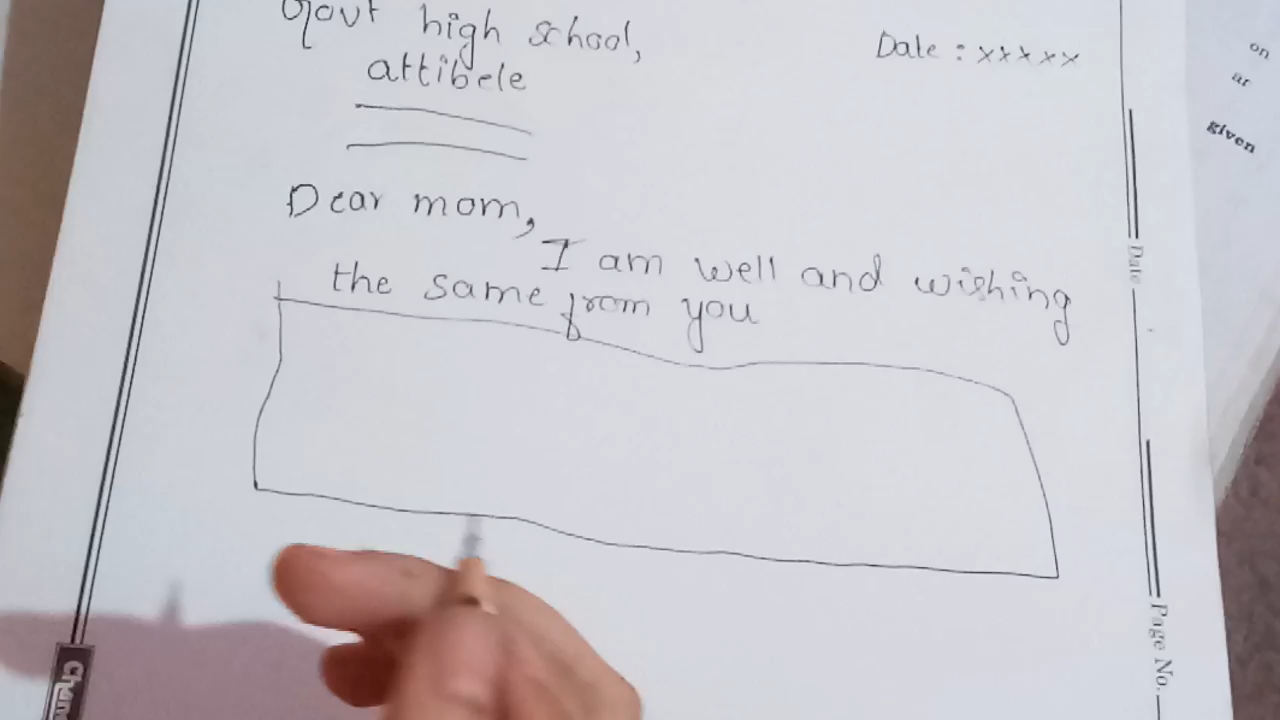 Govt high school,
attibele
Date : xxxxx
Dear mom,
I am well and wishing
the same from you
Date
Page No.
on
ar
given